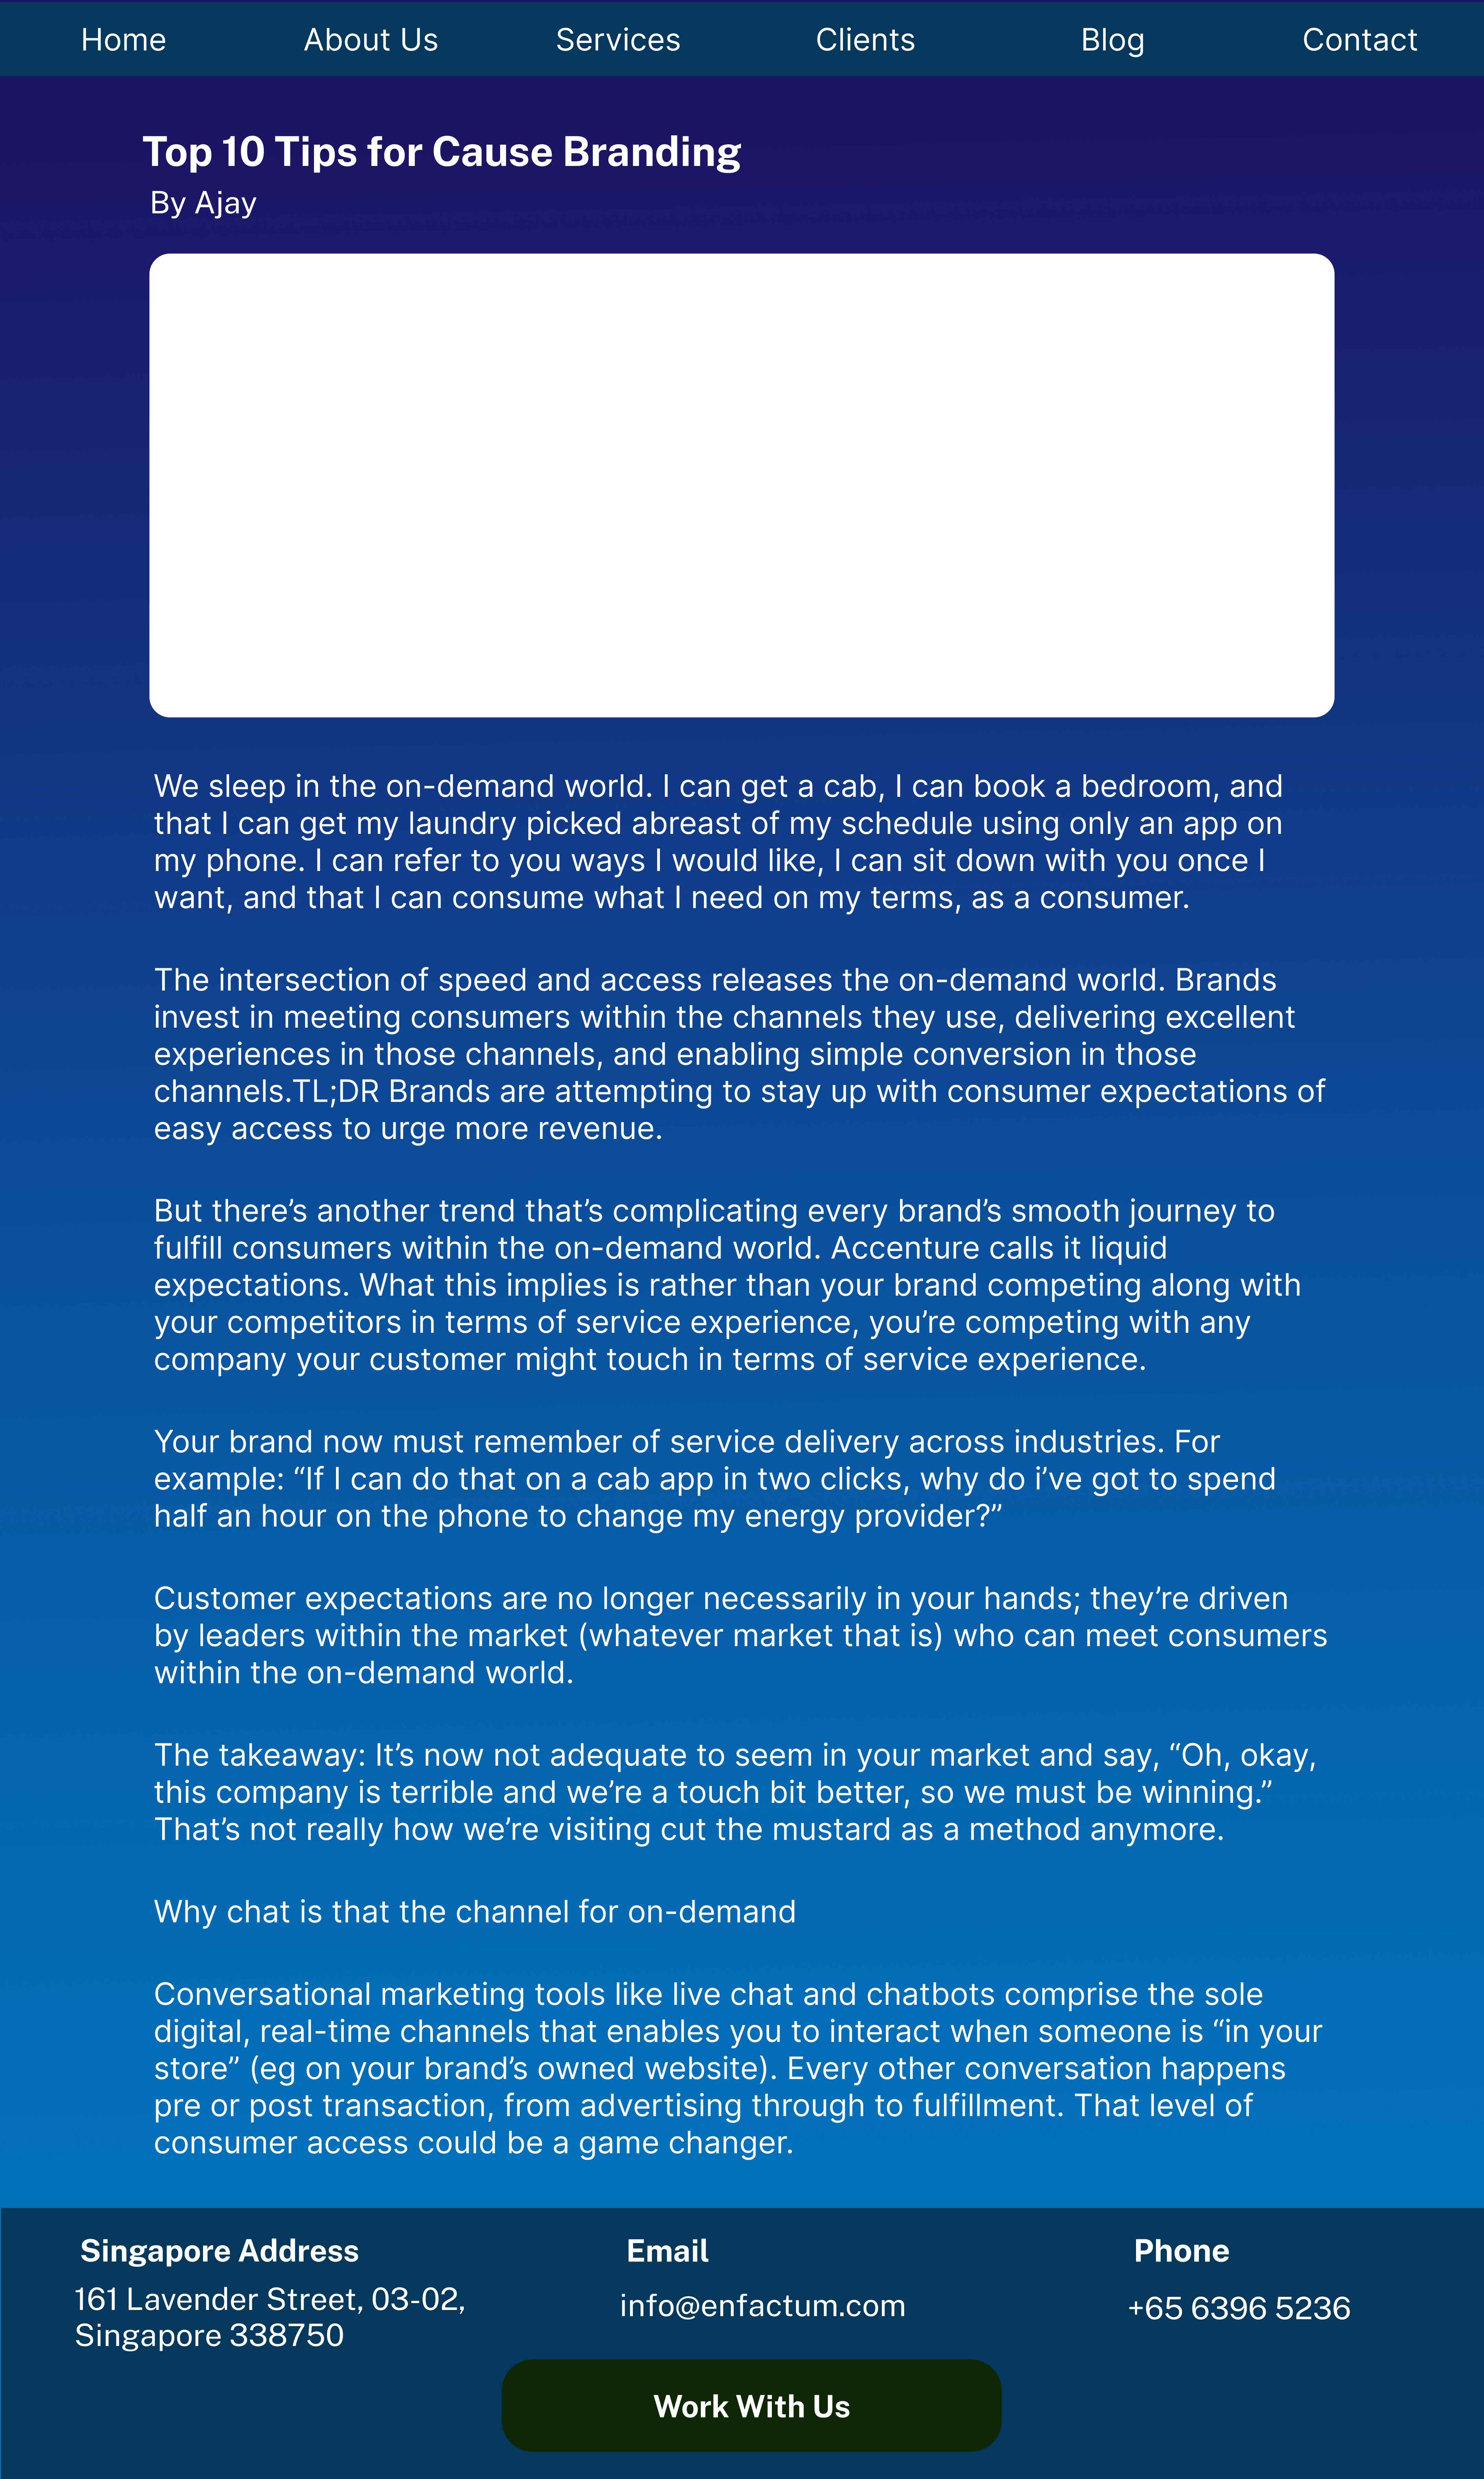 Home About Us Services Clients Blog Contact
Top 10 Tips for Cause Branding
By Ajay
We sleep in the on-demand world. I can get a cab, I can book a bedroom, and
that I can get my laundry picked abreast of my schedule using only an app on
my phone. I can refer to you ways I would like, I can sit down with you once I
want, and that I can consume what I need on my terms, as a consumer.
The intersection of speed and access releases the on-demand world. Brands
invest in meeting consumers within the channels they use, delivering excellent
experiences in those channels, and enabling simple conversion in those
channels.TL;DR Brands are attempting to stay up with consumer expectations of
easy access to urge more revenue.
But there’s another trend that’s complicating every brand’s smooth journey to
fulfill consumers within the on-demand world. Accenture calls it liquid
expectations. What this implies is rather than your brand competing along with
your competitors in terms of service experience, you’re competing with any
company your customer might touch in terms of service experience.
Your brand now must remember of service delivery across industries. For
example: “If I can do that on a cab app in two clicks, why do i’ve got to spend
half an hour on the phone to change my energy provider?”
Customer expectations are no longer necessarily in your hands; they’re driven
by leaders within the market (whatever market that is) who can meet consumers
within the on-demand world.
The takeaway: It’s now not adequate to seem in your market and say, “Oh, okay,
this company is terrible and we’re a touch bit better, so we must be winning.”
That’s not really how we’re visiting cut the mustard as a method anymore.
Why chat is that the channel for on-demand
Conversational marketing tools like live chat and chatbots comprise the sole
digital, real-time channels that enables you to interact when someone is “in your
store” (eg on your brand’s owned website). Every other conversation happens
pre or post transaction, from advertising through to fulfillment. That level of
consumer access could be a game changer.
Singapore Address Email Phone
161 Lavender Street, 03-02, info@enfactum.com +65 6396 5236
Singapore 338750
Work With Us